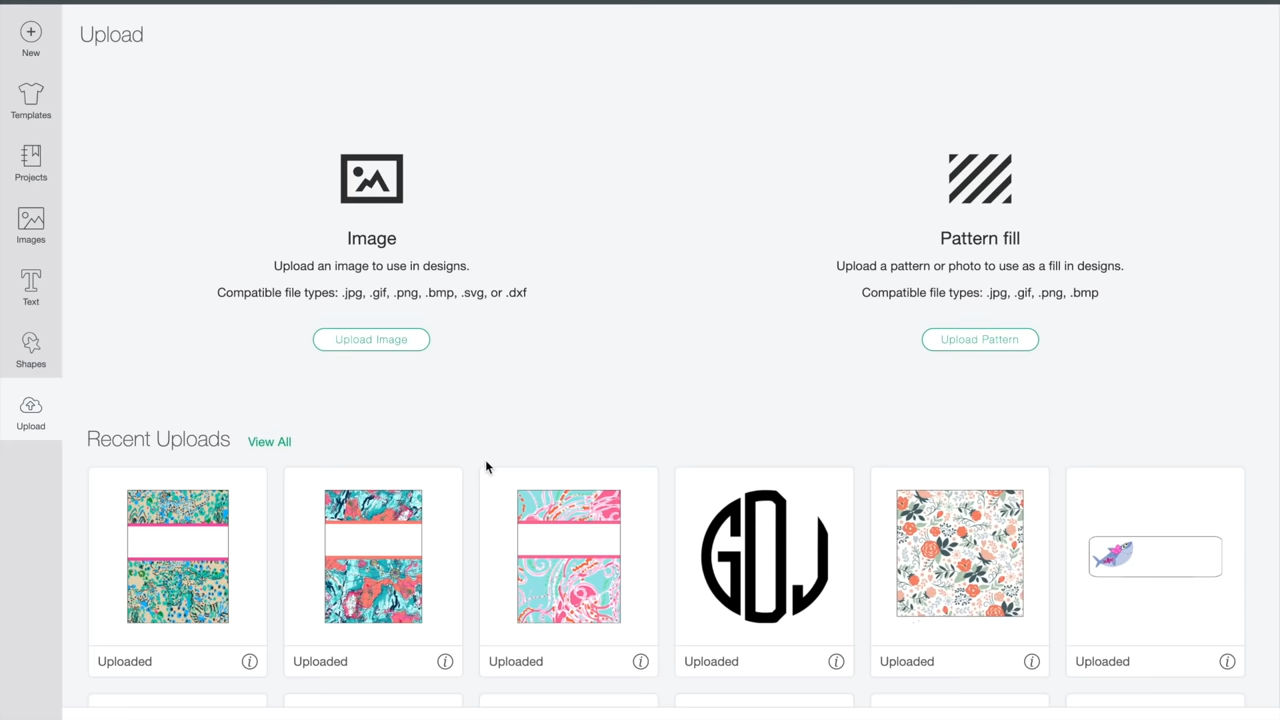 Upload
New
Templates
Projects
Images
Text
Shapes
Upload
Image
Upload an image to use in designs.
Compatible file types: .jpg, .gif, .png, .bmp, .svg, or .dxf
Upload Image
Pattern fill
Upload a pattern or photo to use as a fill in designs.
Compatible file types: .jpg, .gif, .png, .bmp
Upload Pattern
Recent Uploads View All
GDJ
Uploaded
Uploaded
Uploaded
Uploaded
Uploaded
Uploaded